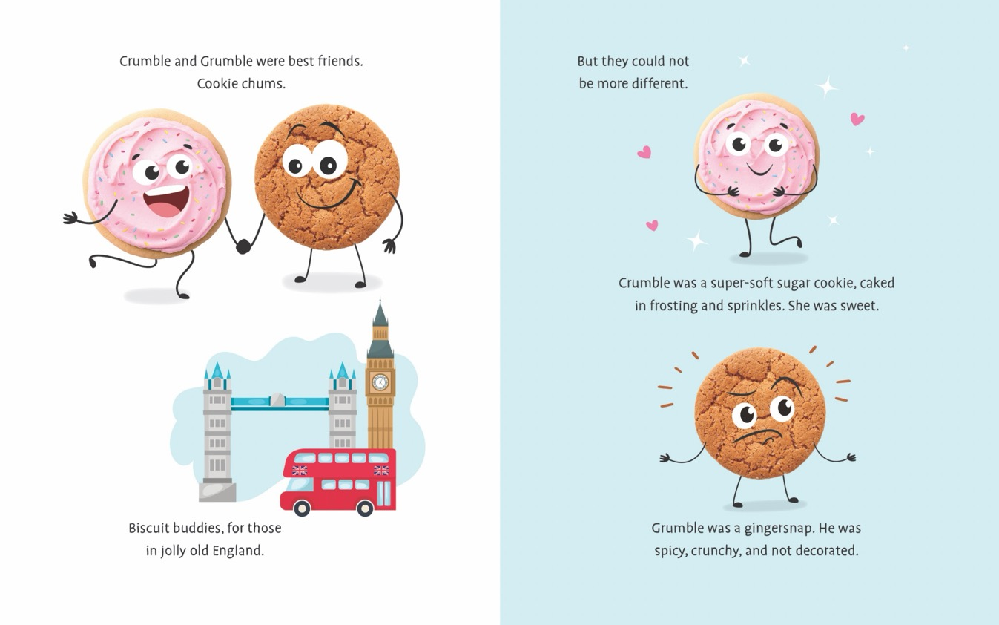 Crumble and Grumble were best friends.
Cookie chums.
Biscuit buddies, for those
in jolly old England.
But they could not
be more different.
Crumble was a super-soft sugar cookie, caked
in frosting and sprinkles. She was sweet.
Grumble was a gingersnap. He was
spicy, crunchy, and not decorated.